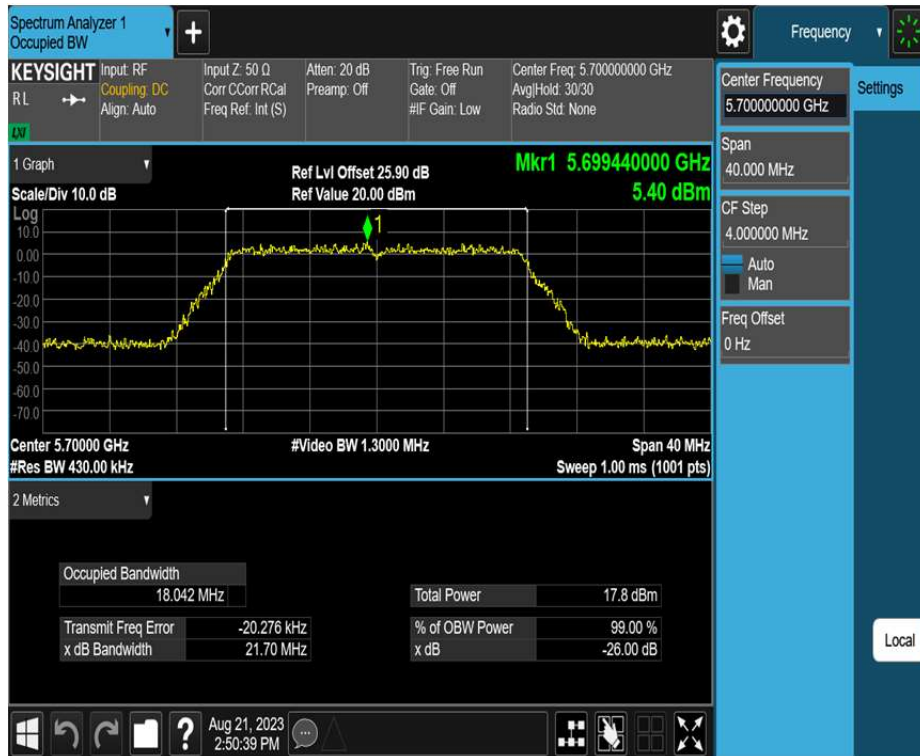 Spectrum Analyzer 1
Occupied BW
+
Frequency
KEYSIGHT
R L
LXI
Input: RF
Coupling: DC
Align: Auto
Input Z: 50 Ω
Corr CCorr RCal
Freq Ref: Int (S)
Atten: 20 dB
Preamp: Off
Trig: Free Run
Gate: Off
#IF Gain: Low
Center Freq: 5.700000000 GHz
Avg|Hold: 30/30
Radio Std: None
Center Frequency
5.70000000 GHz
Settings
Span
40.000 MHz
CF Step
4.000000 MHz
Auto
Man
Freq Offset
0 Hz
Local
1 Graph
Scale/Div 10.0 dB
Ref Lvl Offset 25.90 dB
Ref Value 20.00 dBm
Mkr1 5.699440000 GHz
5.40 dBm
Log
10.0
0.00
-10.0
-20.0
-30.0
-40.0
-50.0
-60.0
-70.0
1
Center 5.70000 GHz
#Res BW 430.00 kHz
#Video BW 1.3000 MHz
Span 40 MHz
Sweep 1.00 ms (1001 pts)
2 Metrics
Occupied Bandwidth
18.042 MHz
Total Power 17.8 dBm
Transmit Freq Error -20.276 kHz
% of OBW Power 99.00 %
x dB Bandwidth 21.70 MHz
x dB -26.00 dB
?
Aug 21, 2023
2:50:39 PM